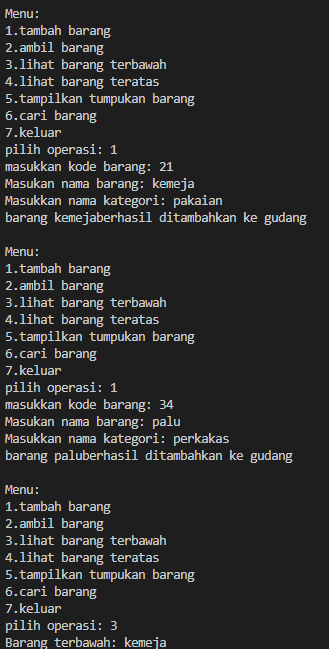 Menu:
1.tambah barang
2.ambil barang
3.lihat barang terbawah
4.lihat barang teratas
5.tampilkan tumpukan barang
6.cari barang
7.keluar
pilih operasi: 1
masukkan kode barang: 21
Masukan nama barang: kemeja
Masukkan nama kategori: pakaian
barang kemejaberhasil ditambahkan ke gudang
Menu:
1.tambah barang
2.ambil barang
3.lihat barang terbawah
4.lihat barang teratas
5.tampilkan tumpukan barang
6.cari barang
7.keluar
pilih operasi: 1
masukkan kode barang: 34
Masukan nama barang: palu
Masukkan nama kategori: perkakas
barang paluberhasil ditambahkan ke gudang
Menu:
1.tambah barang
2.ambil barang
3.lihat barang terbawah
4.lihat barang teratas
5.tampilkan tumpukan barang
6.cari barang
7.keluar
pilih operasi: 3
Barang terbawah: kemeja